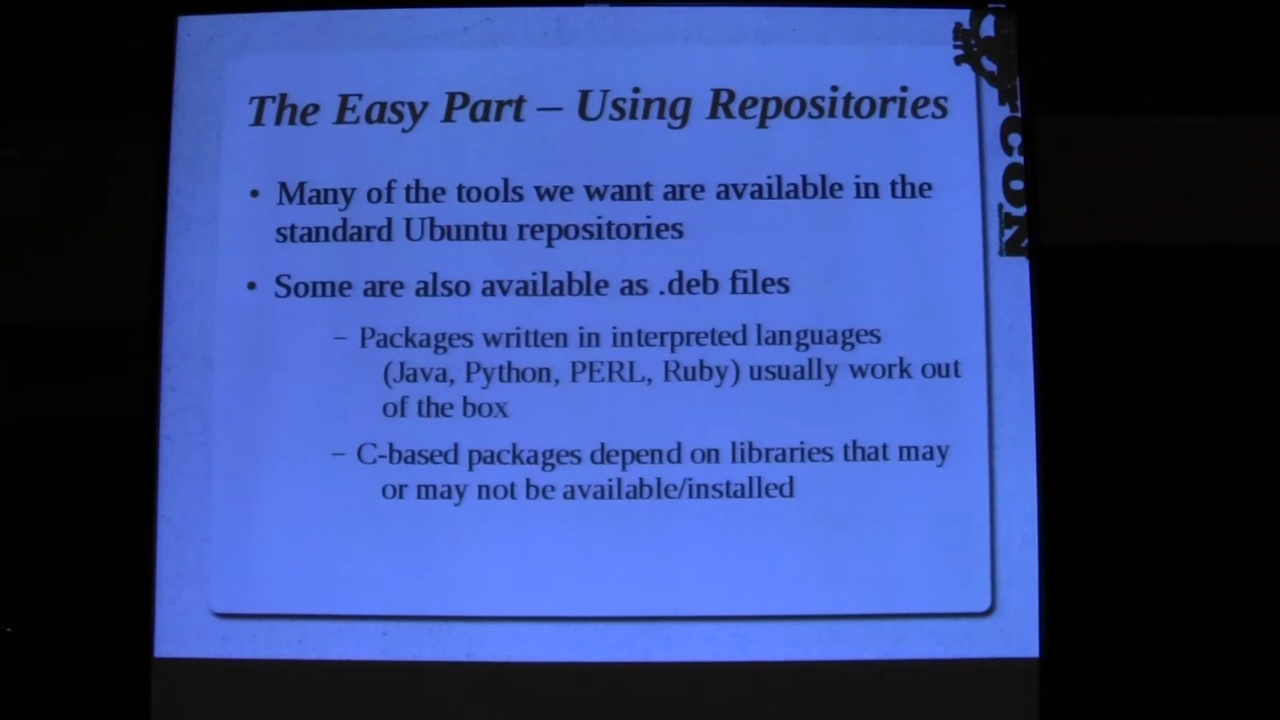 The Easy Part – Using Repositories
• Many of the tools we want are available in the
standard Ubuntu repositories
• Some are also available as .deb files
– Packages written in interpreted languages
(Java, Python, PERL, Ruby) usually work out
of the box
– C-based packages depend on libraries that may
or may not be available/installed